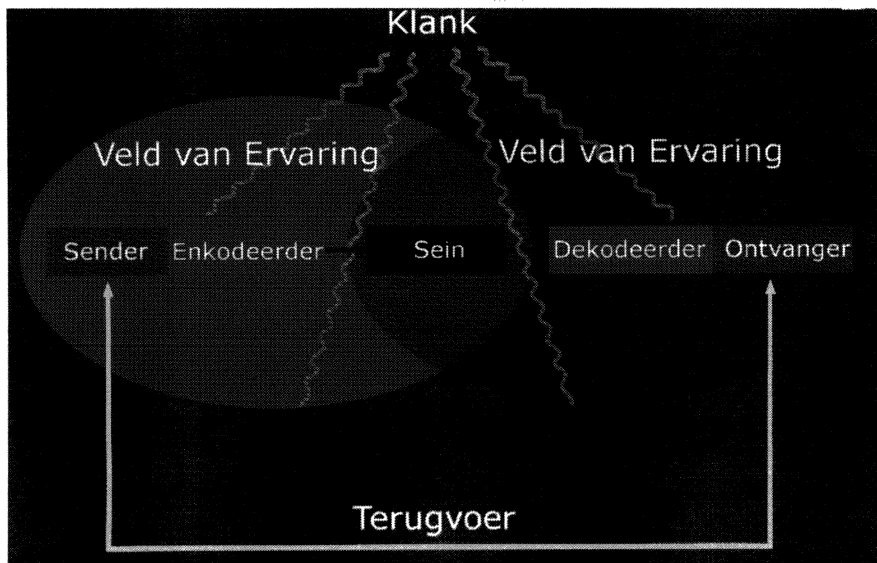 Klank
Veld van Ervaring Veld van Ervaring
Sender Enkodeerder Sein Dekodeerder Ontvanger
Terugvoer